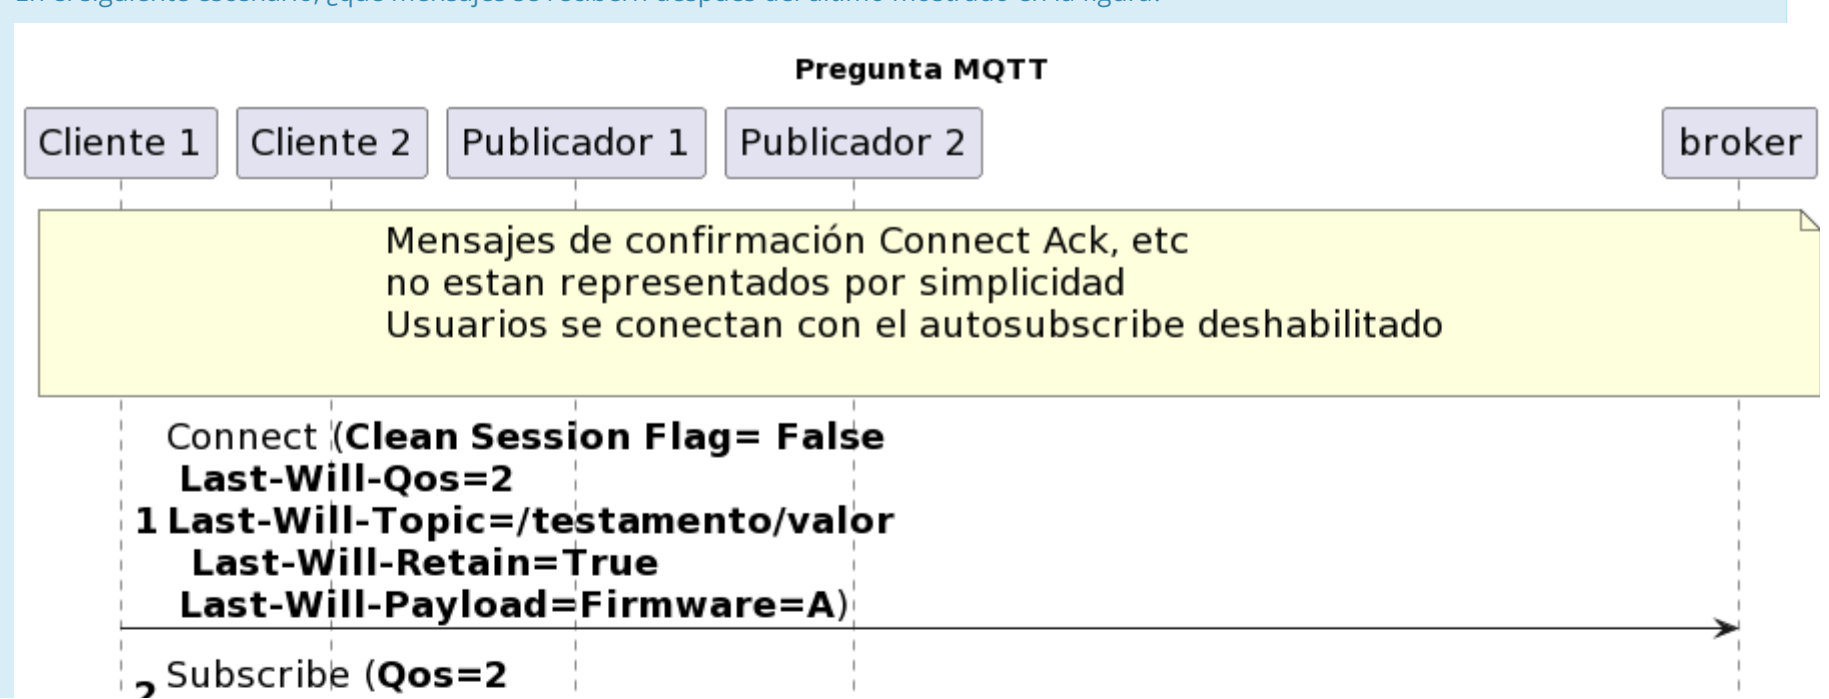 Pregunta MQTT
Cliente 1 Cliente 2 Publicador 1 Publicador 2 broker
Mensajes de confirmación Connect Ack, etc
no estan representados por simplicidad
Usuarios se conectan con el autosubscribe deshabilitado
Connect (Clean Session Flag= False
Last-Will-Qos=2
1 Last-Will-Topic=/testamento/valor
Last-Will-Retain=True
Last-Will-Payload=Firmware=A)
Subscribe (Qos=2
2